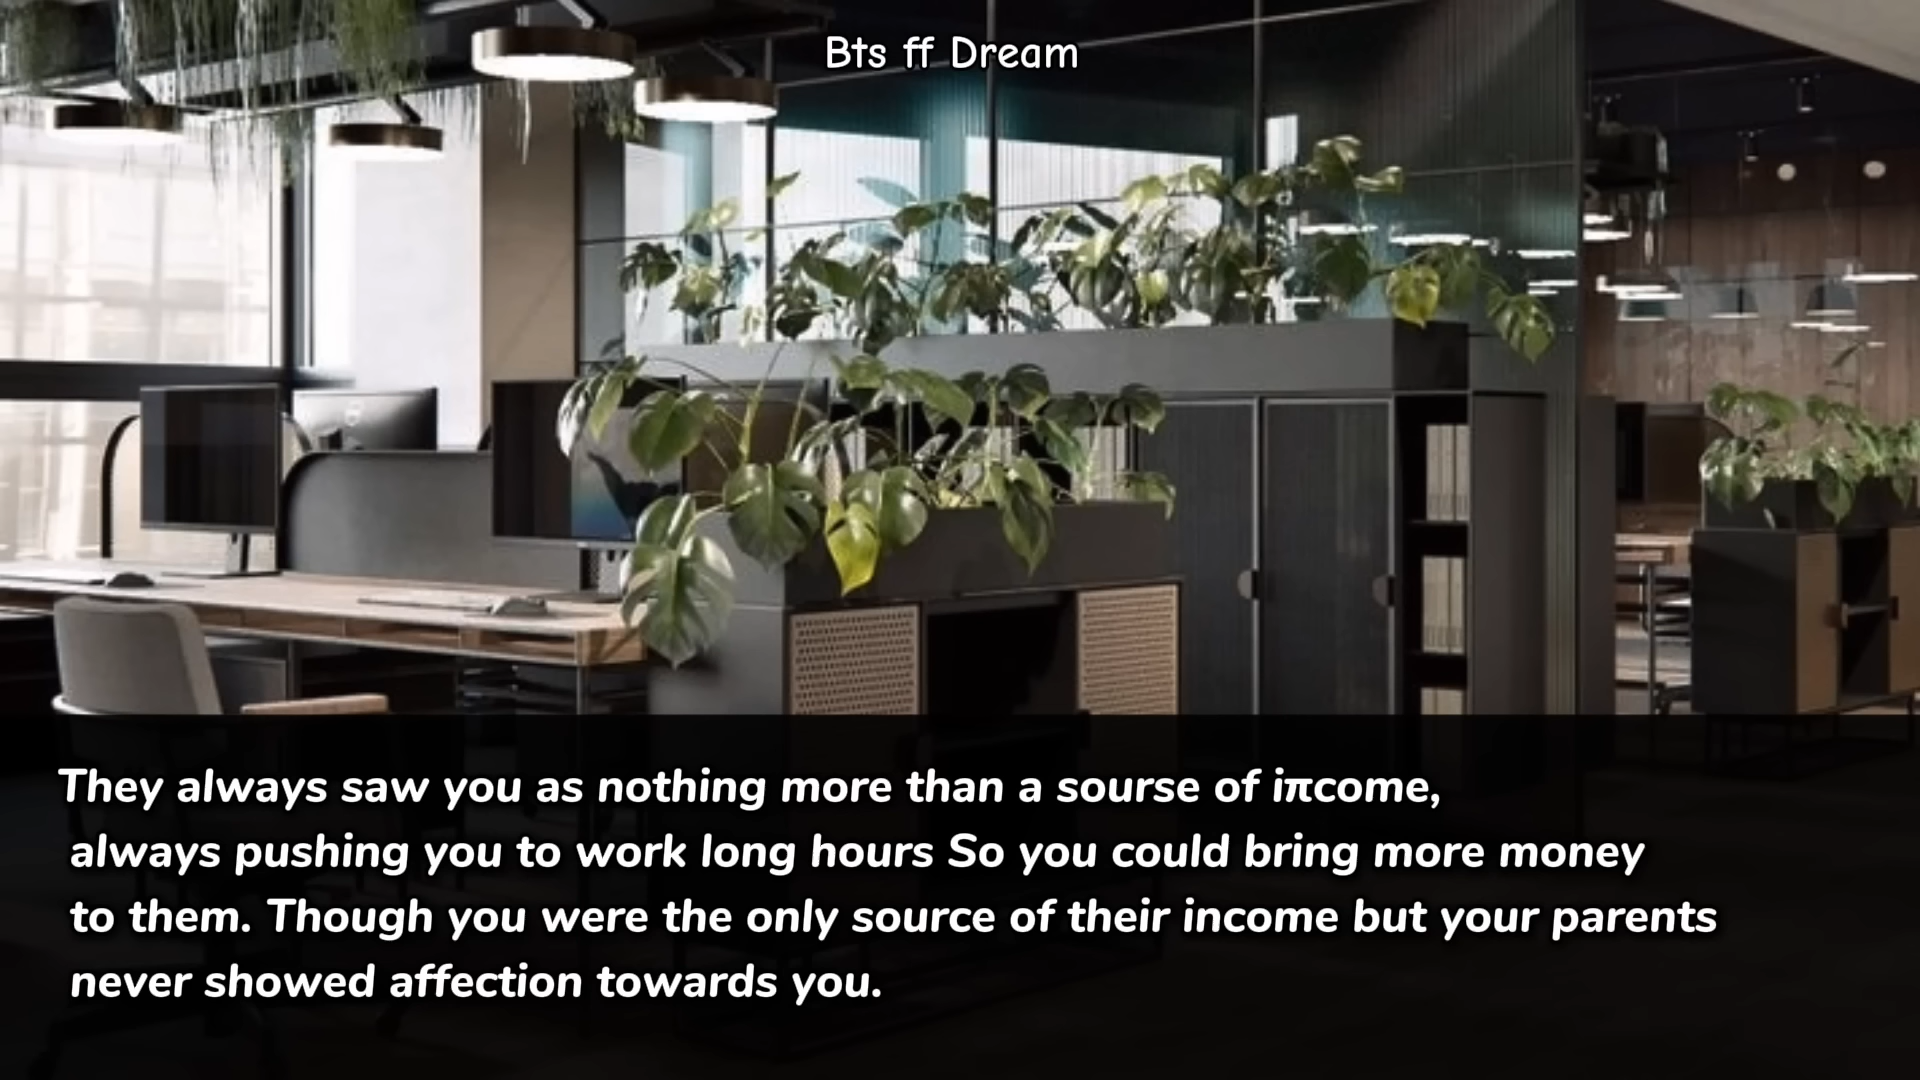 Bts ff Dream
They always saw you as nothing more than a sourse of iπcome,
always pushing you to work long hours So you could bring more money
to them. Though you were the only source of their income but your parents
never showed affection towards you.